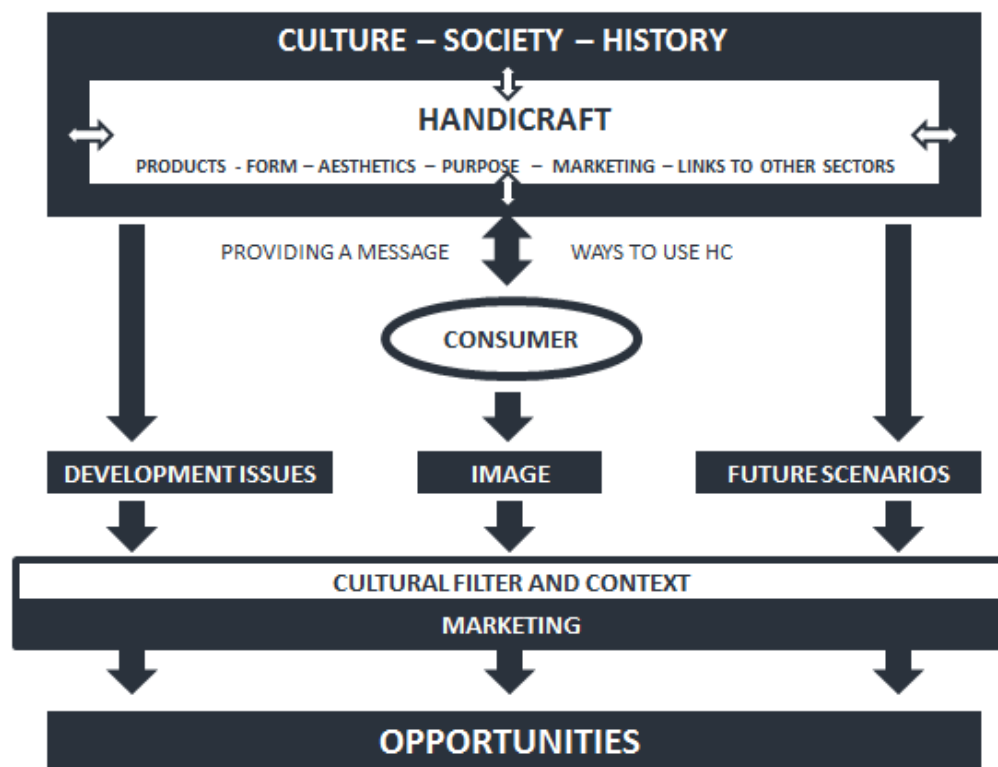 CULTURE – SOCIETY – HISTORY
HANDICRAFT
PRODUCTS - FORM – AESTHETICS – PURPOSE – MARKETING – LINKS TO OTHER SECTORS
PROVIDING A MESSAGE
WAYS TO USE HC
CONSUMER
DEVELOPMENT ISSUES
IMAGE
FUTURE SCENARIOS
CULTURAL FILTER AND CONTEXT
MARKETING
OPPORTUNITIES